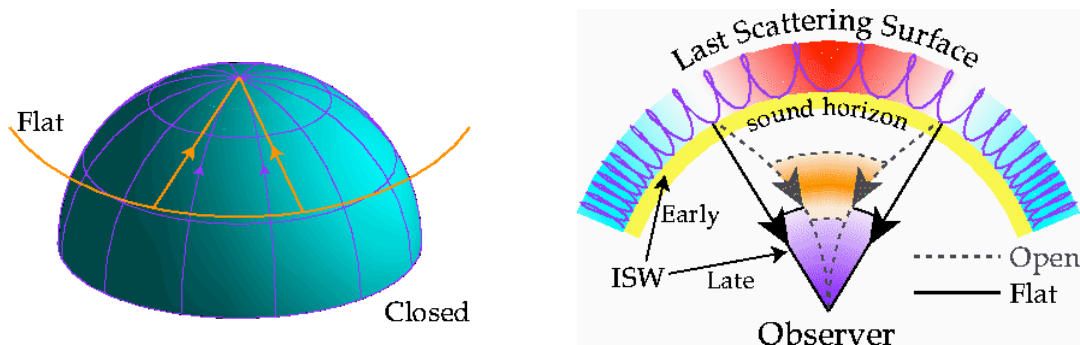 Flat
Closed
Last Scattering Surface
sound horizon
Early
ISW
Late
Open
Flat
Observer